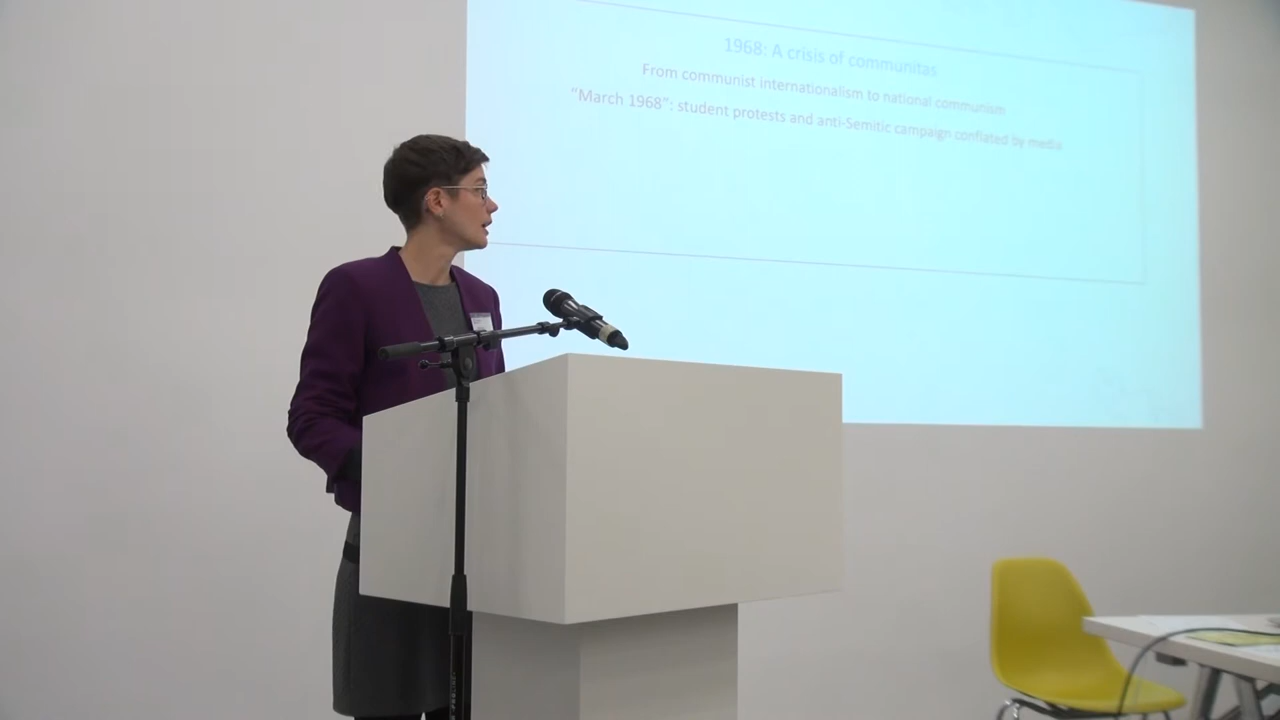 1968: A crisis of communitas
From communist internationalism to national communism
“March 1968”: student protests and anti-Semitic campaign conflated by media